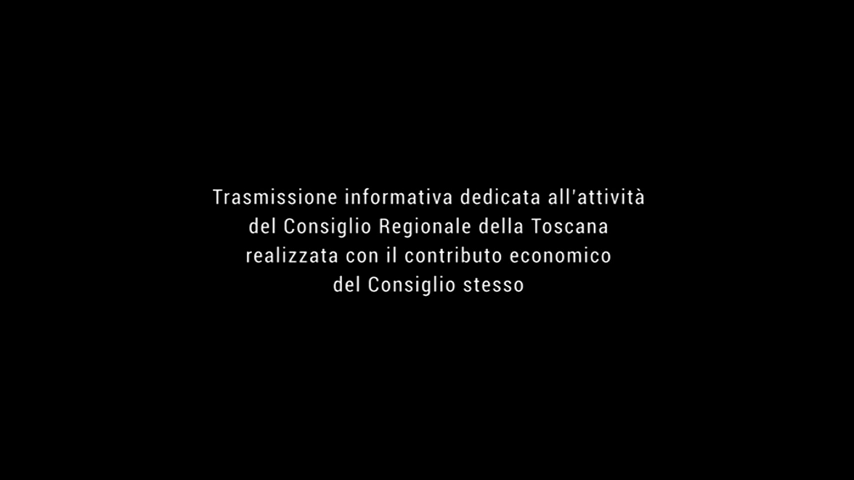 Trasmissione informativa dedicata all'attività
del Consiglio Regionale della Toscana
realizzata con il contributo economico
del Consiglio stesso